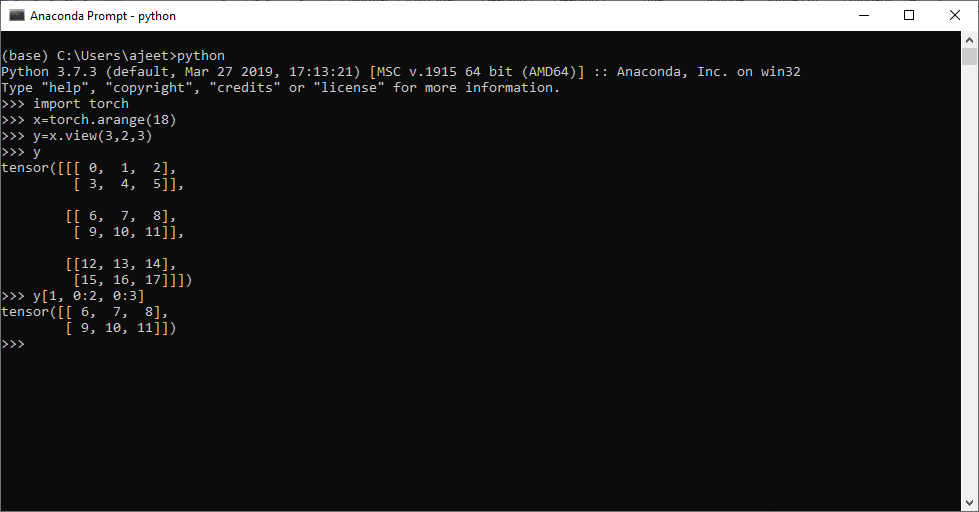 Anaconda Prompt - python
(base) C:\Users\ajeet>python
Python 3.7.3 (default, Mar 27 2019, 17:13:21) [MSC v.1915 64 bit (AMD64)] :: Anaconda, Inc. on win32
Type "help", "copyright", "credits" or "license" for more information.
>>> import torch
>>> x=torch.arange(18)
>>> y=x.view(3,2,3)
>>> y
tensor([[[ 0,  1,  2],
         [ 3,  4,  5]],

        [[ 6,  7,  8],
         [ 9, 10, 11]],

        [[12, 13, 14],
         [15, 16, 17]]])
>>> y[1, 0:2, 0:3]
tensor([[ 6,  7,  8],
        [ 9, 10, 11]])
>>>